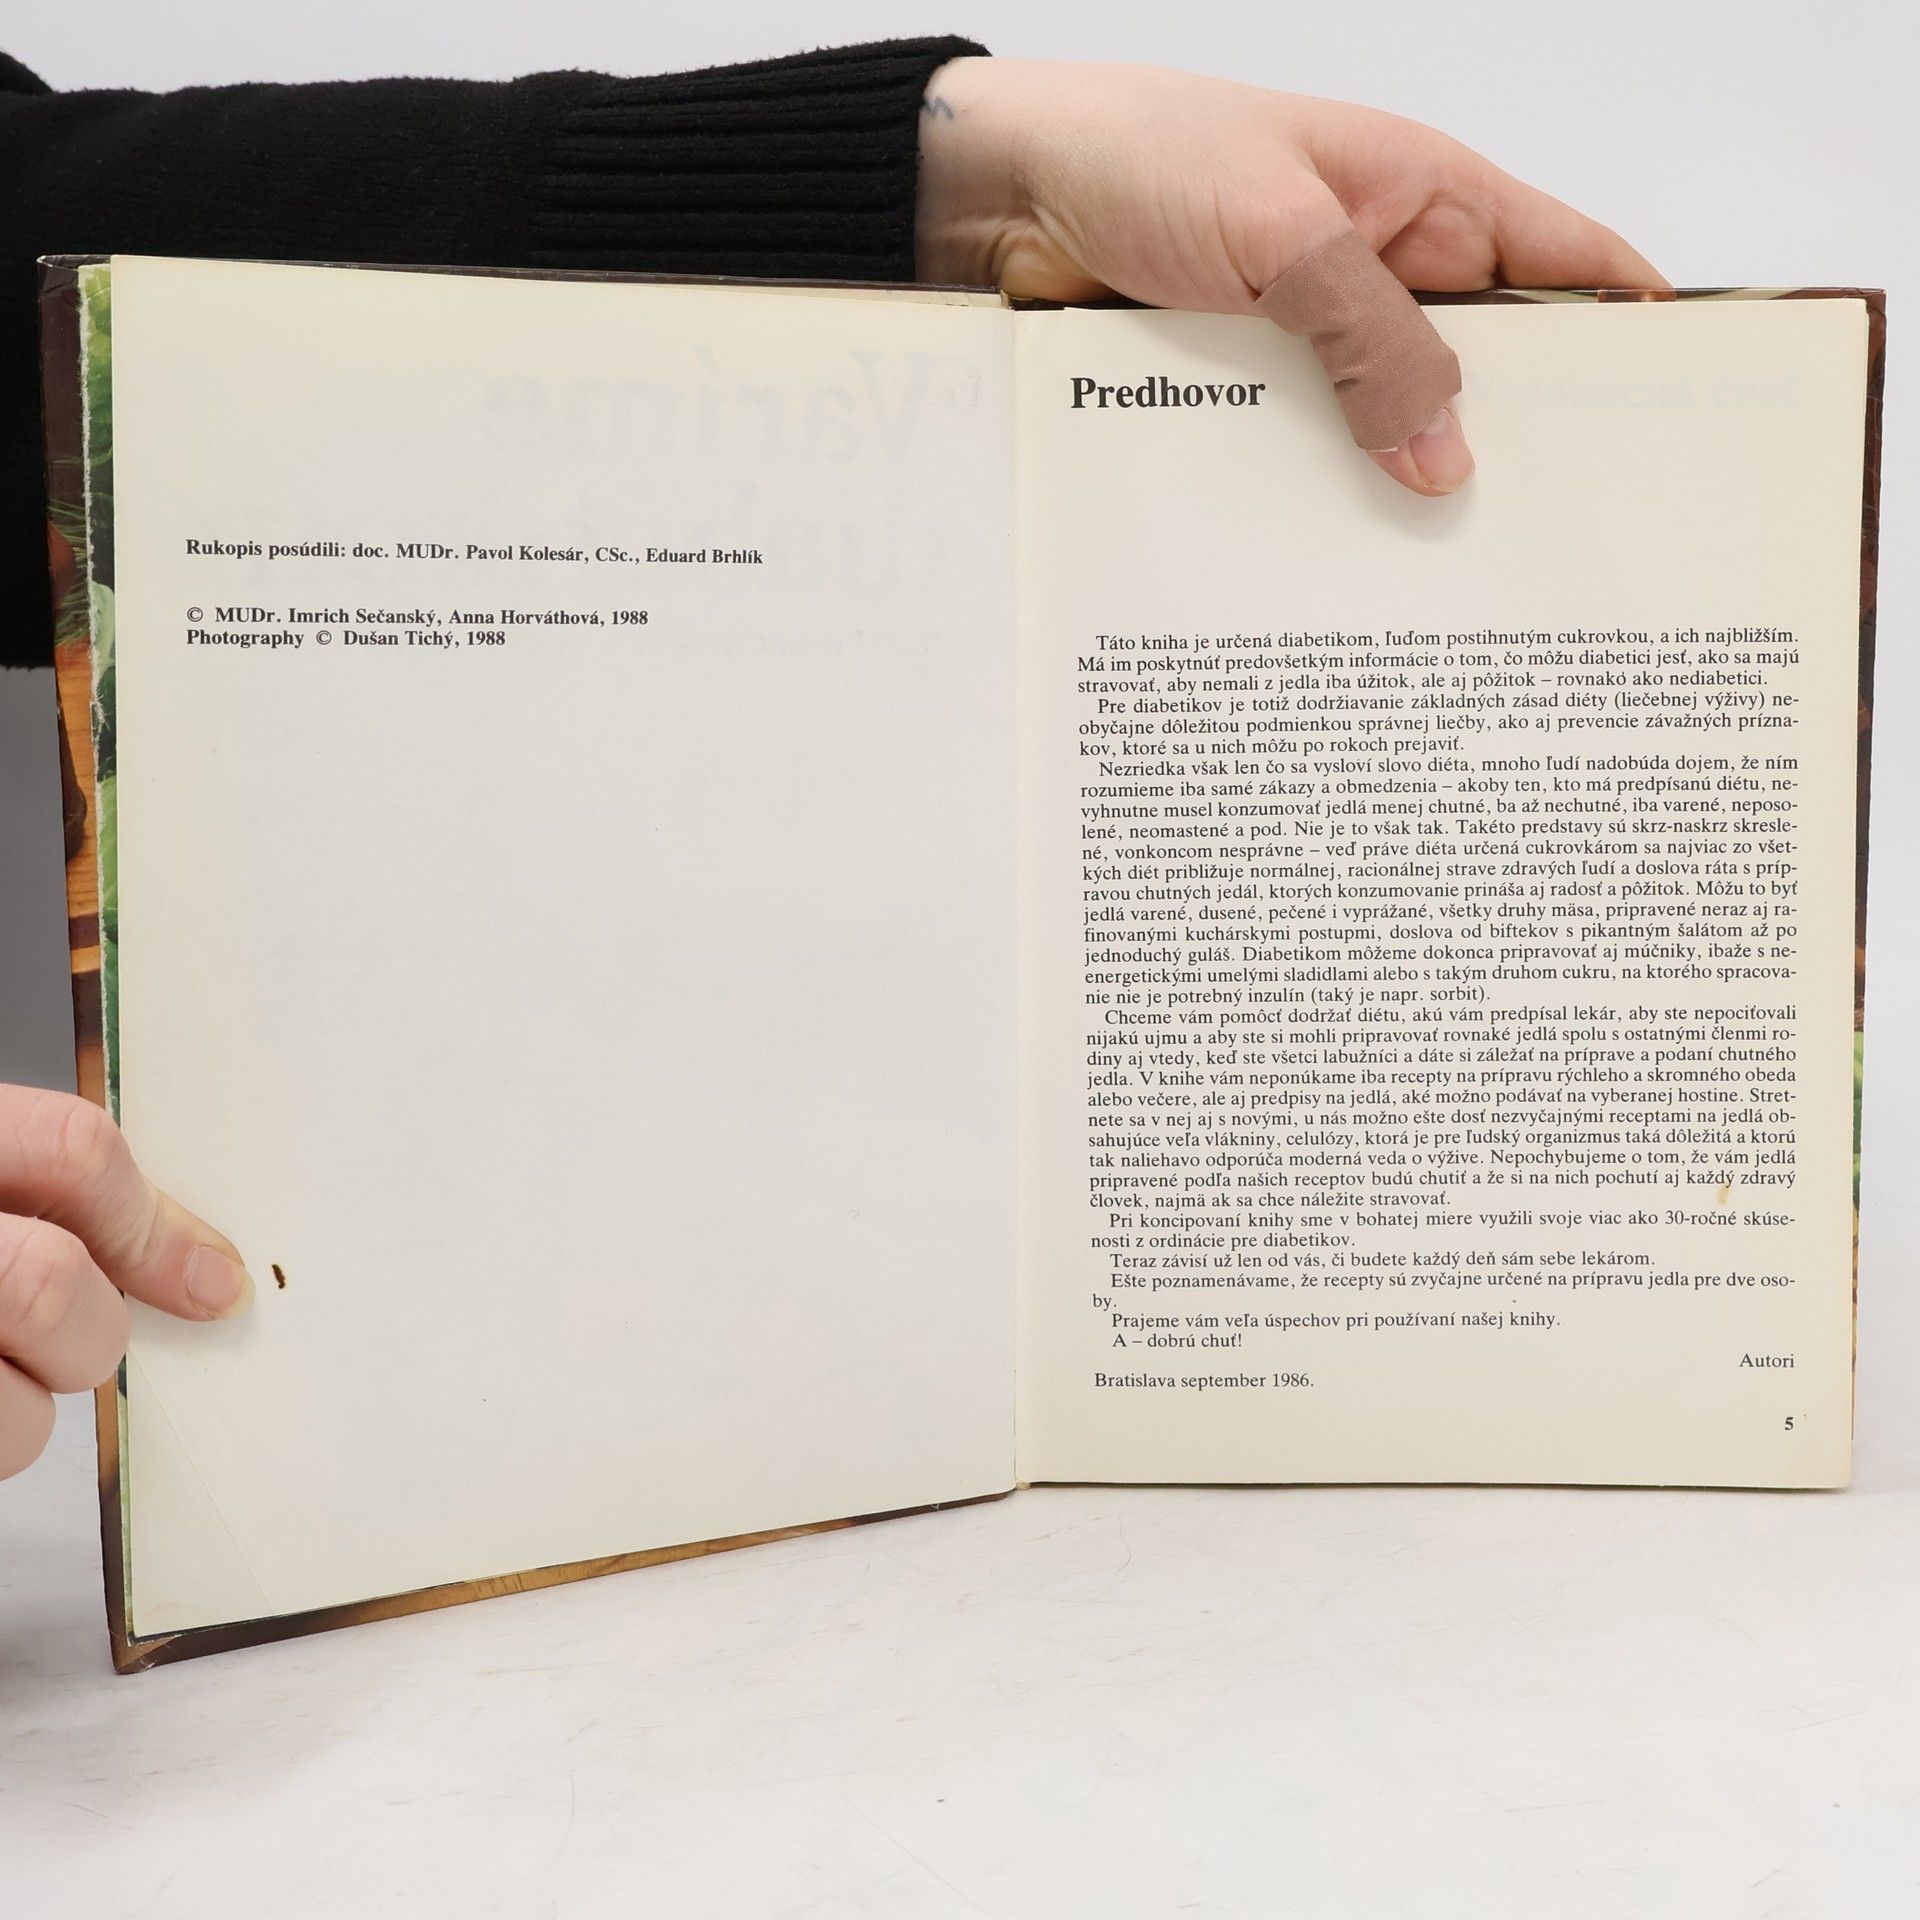 Rukopis posúdili: doc. MUDr. Pavol Kolesár, CSc., Eduard Brhlík
© MUDr. Imrich Sečanský, Anna Horváthová, 1988
Photography © Dušan Tichý, 1988
Predhovor
Táto kniha je určená diabetikom, ľuďom postihnutým cukrovkou, a ich najbližším.
Má im poskytnúť predovšetkým informácie o tom, čo môžu diabetici jesť, ako sa majú
stravovať, aby nemali z jedla iba úžitok, ale aj pôžitok – rovnako ako nediabetici.
Pre diabetikov je totiž dodržiavanie základných zásad diéty (liečebnej výživy) ne-
obyčajne dôležitou podmienkou správnej liečby, ako aj prevencie závažných prízna-
kov, ktoré sa u nich môžu po rokoch prejaviť.
Nezriedka však len čo sa vysloví slovo diéta, mnoho ľudí nadobúda dojem, že ním
rozumieme iba samé zákazy a obmedzenia – akoby ten, kto má predpísanú diétu, ne-
vyhnutne musel konzumovať jedlá menej chutné, ba až nechutné, iba varené, neposo-
lené, neomastené a pod. Nie je to však tak. Takéto predstavy sú skrz-naskrz skresle-
né, vonkoncom nesprávne – veď práve diéta určená cukrovkárom sa najviac zo všet-
kých diét približuje normálnej, racionálnej strave zdravých ľudí a doslova ráta s príp-
ravou chutných jedál, ktorých konzumovanie prináša aj radosť a pôžitok. Môžu to byť
jedlá varené, dusené, pečené i vyprážané, všetky druhy mäsa, pripravené neraz aj ra-
finovanými kuchárskymi postupmi, doslova od biftekov s pikantným šalátom až po
jednoduchý guláš. Diabetikom môžeme dokonca pripravovať aj múčniky, ibaže s ne-
energetickými umelými sladidlami alebo s takým druhom cukru, na ktorého spracova-
nie nie je potrebný inzulín (taký je napr. sorbit).
Chceme vám pomôcť dodržať diétu, akú vám predpísal lekár, aby ste nepociťovali
nijakú ujmu a aby ste si mohli pripravovať rovnaké jedlá spolu s ostatnými členmi ro-
diny aj vtedy, keď ste všetci labužníci a dáte si záležať na príprave a podaní chutného
jedla. V knihe vám neponúkame iba recepty na prípravu rýchleho a skromného obeda
alebo večere, ale aj predpisy na jedlá, aké možno podávať na vyberanej hostine. Stret-
nete sa v nej aj s novými, u nás možno ešte dosť nezvyčajnými receptami na jedlá ob-
sahujúce veľa vlákniny, celulózy, ktorá je pre ľudský organizmus taká dôležitá a ktorú
tak naliehavo odporúča moderná veda o výžive. Nepochybujeme o tom, že vám jedlá
pripravené podľa našich receptov budú chutiť a že si na nich pochutí aj každý zdravý
človek, najmä ak sa chce náležite stravovať.
Pri koncipovaní knihy sme v bohatej miere využili svoje viac ako 30-ročné skúse-
nosti z ordinácie pre diabetikov.
Teraz závisí už len od vás, či budete každý deň sám sebe lekárom.
Ešte poznamenávame, že recepty sú zvyčajne určené na prípravu jedla pre dve oso-
by.
Prajeme vám veľa úspechov pri používaní našej knihy.
A – dobrú chuť!
Autori
Bratislava september 1986.
5